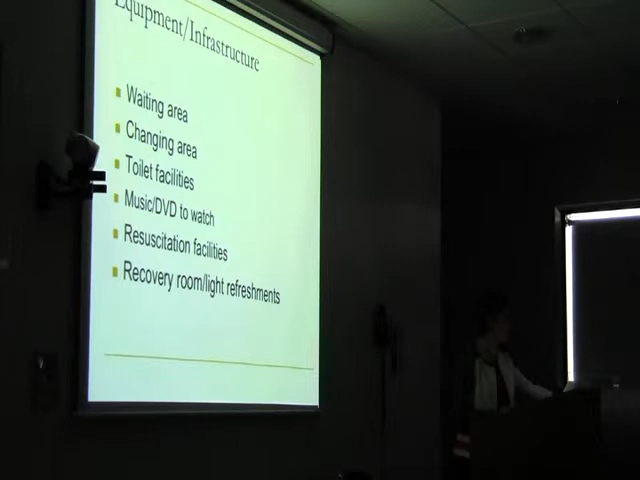 Equipment/Infrastructure
Waiting area
Changing area
Toilet facilities
Music/DVD to watch
Resuscitation facilities
Recovery room/light refreshments